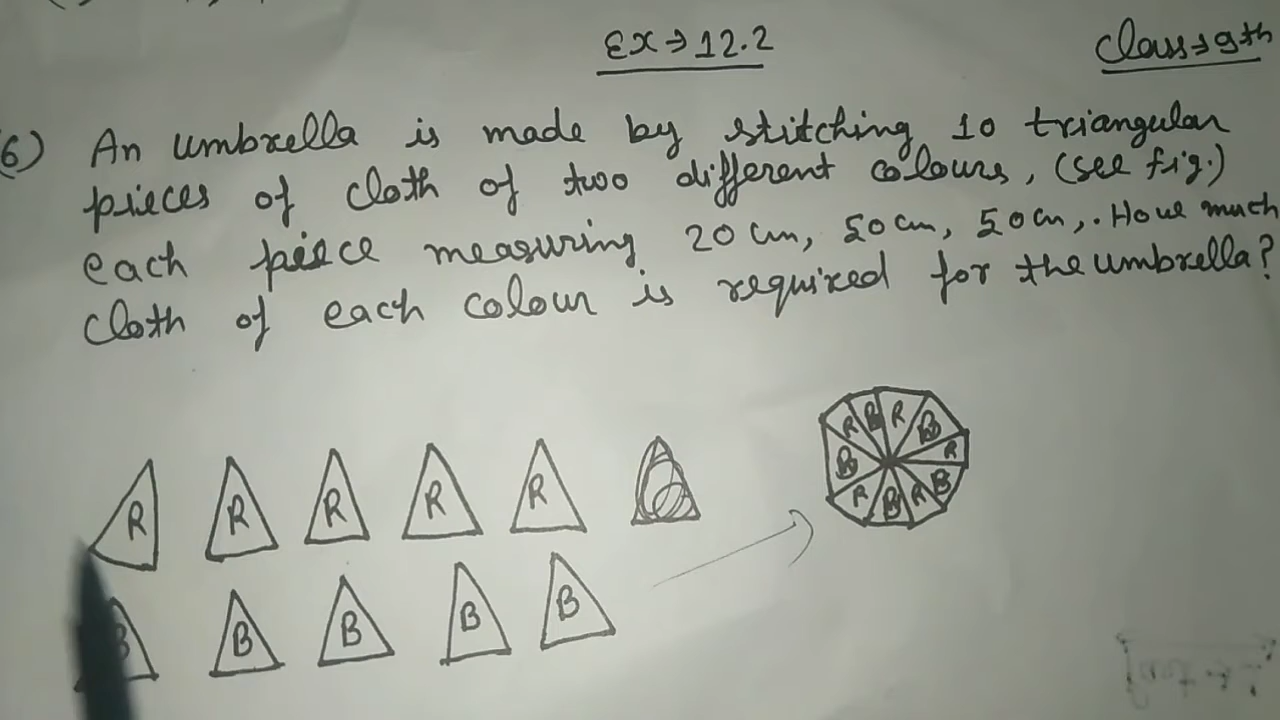 Ex→12.2
Class→9th
(6) An umbrella is made by stitching 10 triangular
pieces of cloth of two different colours, (see fig.)
each piece measuring 20 cm, 50 cm, 50 cm,. How much
cloth of each colour is required for the umbrella?
R R R R R
B B B B B
R B R B R B R B R B